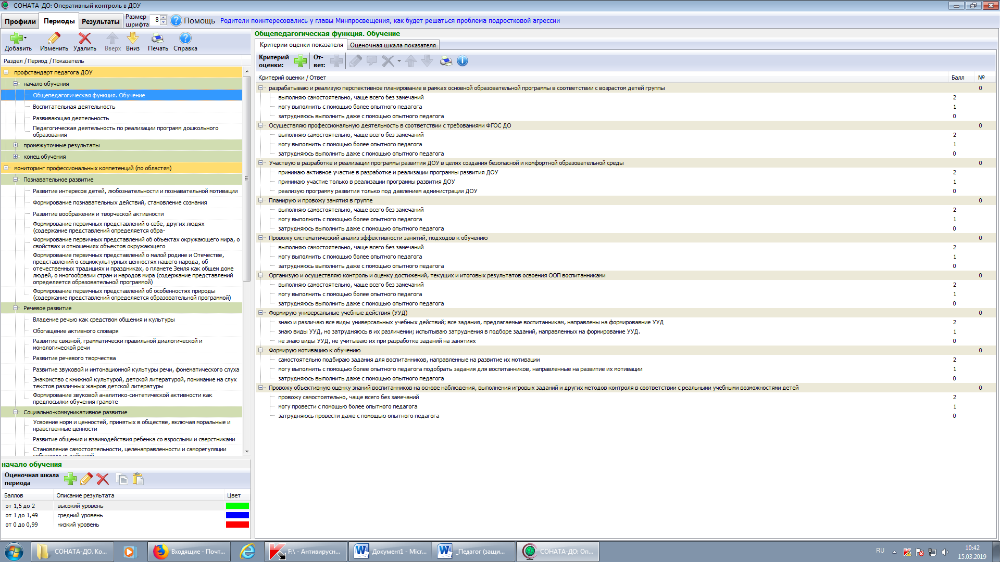 СОНАТА-ДО: Оперативный контроль в ДОУ
Профили
Периоды
Результаты
Размер
шрифта
8
Помощь
Родители поинтересовались у главы Минпросвещения, как будет решаться проблема подростковой агрессии
Добавить
Изменить
Удалить
Вверх
Вниз
Печать
Справка
Раздел / Период / Показатель
профстандарт педагога ДОУ
начало обучения
Общепедагогическая функция. Обучение
Воспитательная деятельность
Развивающая деятельность
Педагогическая деятельность по реализации программ дошкольного
образования
промежуточные результаты
конец обучения
мониторинг профессиональных компетенций (по областям)
Познавательное развитие
Развитие интересов детей, любознательности и познавательной мотивации
Формирование познавательных действий, становление сознания
Развитие воображения и творческой активности
Формирование первичных представлений о себе, других людях
(содержание представлений определяется обра-
Формирование первичных представлений об объектах окружающего мира, о
свойствах и отношениях объектов окружающего
Формирование первичных представлений о малой родине и Отечестве,
представлений о социокультурных ценностях нашего народа, об
отечественных традициях и праздниках, о планете Земля как общем доме
людей, о многообразии стран и народов мира (содержание представлений
определяется образовательной программой)
Формирование первичных представлений об особенностях природы
(содержание представлений определяется образовательной программой)
Речевое развитие
Владение речью как средством общения и культуры
Обогащение активного словаря
Развитие связной, грамматически правильной диалогической и
монологической речи
Развитие речевого творчества
Развитие звуковой и интонационной культуры речи, фонематического слуха
Знакомство с книжной культурой, детской литературой, понимание на слух
текстов различных жанров детской литературы
Формирование звуковой аналитико-синтетической активности как
предпосылки обучения грамоте
Социально-коммуникативное развитие
Усвоение норм и ценностей, принятых в обществе, включая моральные и
нравственные ценности
Развитие общения и взаимодействия ребенка со взрослыми и сверстниками
Становление самостоятельности, целенаправленности и саморегуляции
собственных действий
начало обучения
Оценочная шкала
периода
Баллов Описание результата Цвет
от 1,5 до 2 высокий уровень
от 1 до 1,49 средний уровень
от 0 до 0,99 низкий уровень
Общепедагогическая функция. Обучение
Критерии оценки показателя
Оценочная шкала показателя
Критерий
оценки:
От-
вет:
Критерий оценки / Ответ Балл №
разрабатываю и реализую перспективное планирование в рамках основной образовательной программы в соответствии с возрастом детей группы 0
выполняю самостоятельно, чаще всего без замечаний 2
могу выполнить с помощью более опытного педагога 1
затрудняюсь выполнить даже с помощью опытного педагога 0
Осуществляю профессиональную деятельность в соответствии с требованиями ФГОС ДО 0
выполняю самостоятельно, чаще всего без замечаний 2
могу выполнить с помощью более опытного педагога 1
затрудняюсь выполнить даже с помощью опытного педагога 0
Участвую в разработке и реализации программы развития ДОУ в целях создания безопасной и комфортной образовательной среды 0
принимаю активное участие в разработке и реализации программы развития ДОУ 2
принимаю участие только в реализации программы развития ДОУ 1
реализую программу развития только под давлением администрации ДОУ 0
Планирую и провожу занятия в группе 0
выполняю самостоятельно, чаще всего без замечаний 2
могу выполнить с помощью более опытного педагога 1
затрудняюсь выполнить даже с помощью опытного педагога 0
Провожу систематический анализ эффективности занятий, подходов к обучению 0
выполняю самостоятельно, чаще всего без замечаний 2
могу выполнить с помощью более опытного педагога 1
затрудняюсь выполнить даже с помощью опытного педагога 0
Организую и осуществляю контроль и оценку достижений, текущих и итоговых результатов освоения ООП воспитанниками 0
выполняю самостоятельно, чаще всего без замечаний 2
могу выполнить с помощью более опытного педагога 1
затрудняюсь выполнить даже с помощью опытного педагога 0
Формирую универсальные учебные действия (УУД) 0
знаю и различаю все виды универсальных учебных действий; все задания, предлагаемые воспитанникам, направлены на формировавние УУД 2
знаю виды УУД, но затрудняюсь в их различении; испытываю затруднения в подборе заданий, направленных на формирование УУД. 1
не знаю виды УУД, не учитываю их при разработке заданий на занятиях 0
Формирую мотивацию к обучению 0
самостоятельно подбираю задания для воспитанников, направленные на развитие их мотивации 2
могу выполнить с помощью более опытного педагога подобрать задания для воспитанников, направленные на развитие их мотивации 1
затрудняюсь выполнить даже с помощью опытного педагога 0
Провожу объективную оценку знаний воспитанников на основе наблюдения, выполнения игровых заданий и других методов контроля в соответствии с реальными учебными возможностями детей 0
провожу самостоятельно, чаще всего без замечаний 2
могу провести с помощью более опытного педагога 1
затрудняюсь провести даже с помощью опытного педагога 0
СОНАТА-ДО. Ко...
Входящие - Почт...
F:\ - Антивирусн...
Документ1 - Micr...
_Педагог (защи...
СОНАТА-ДО: Оп...
RU
10:42
15.03.2019